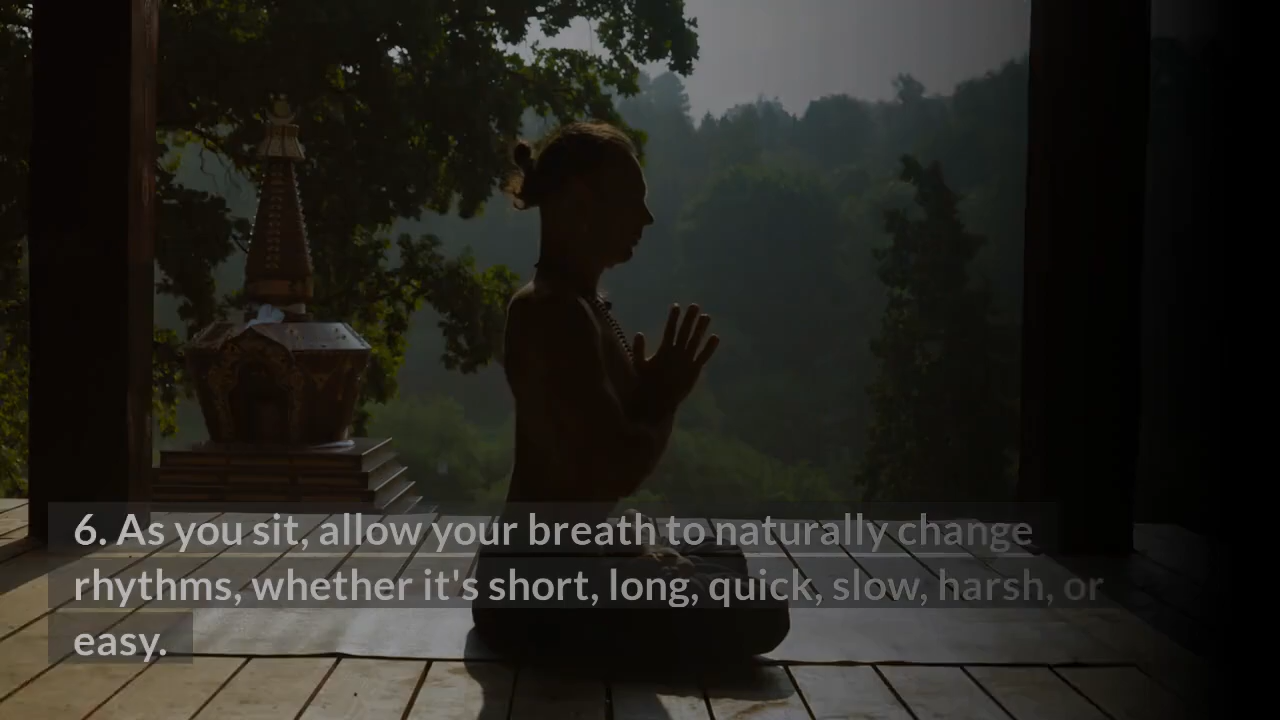 6. As you sit, allow your breath to naturally change
rhythms, whether it's short, long, quick, slow, harsh, or
easy.